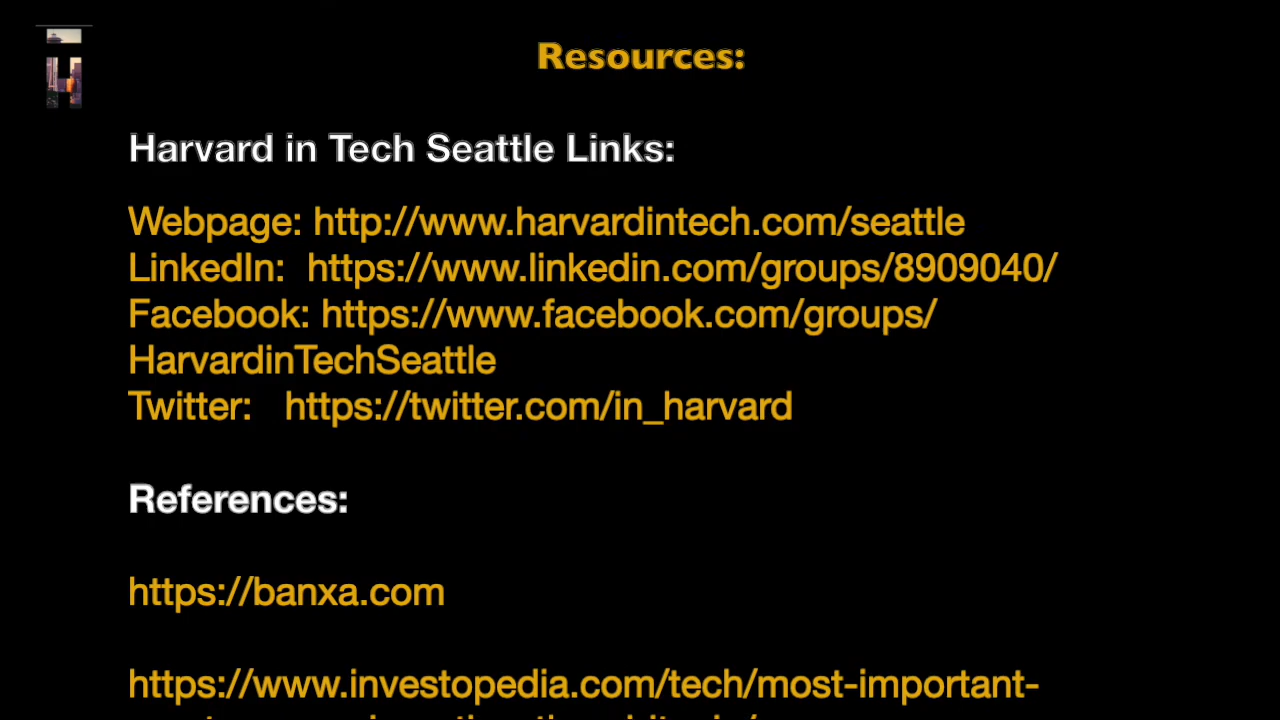 Resources:
Harvard in Tech Seattle Links:
Webpage: http://www.harvardintech.com/seattle
LinkedIn: https://www.linkedin.com/groups/8909040/
Facebook: https://www.facebook.com/groups/
HarvardinTechSeattle
Twitter: https://twitter.com/in_harvard
References:
https://banxa.com
https://www.investopedia.com/tech/most-important-